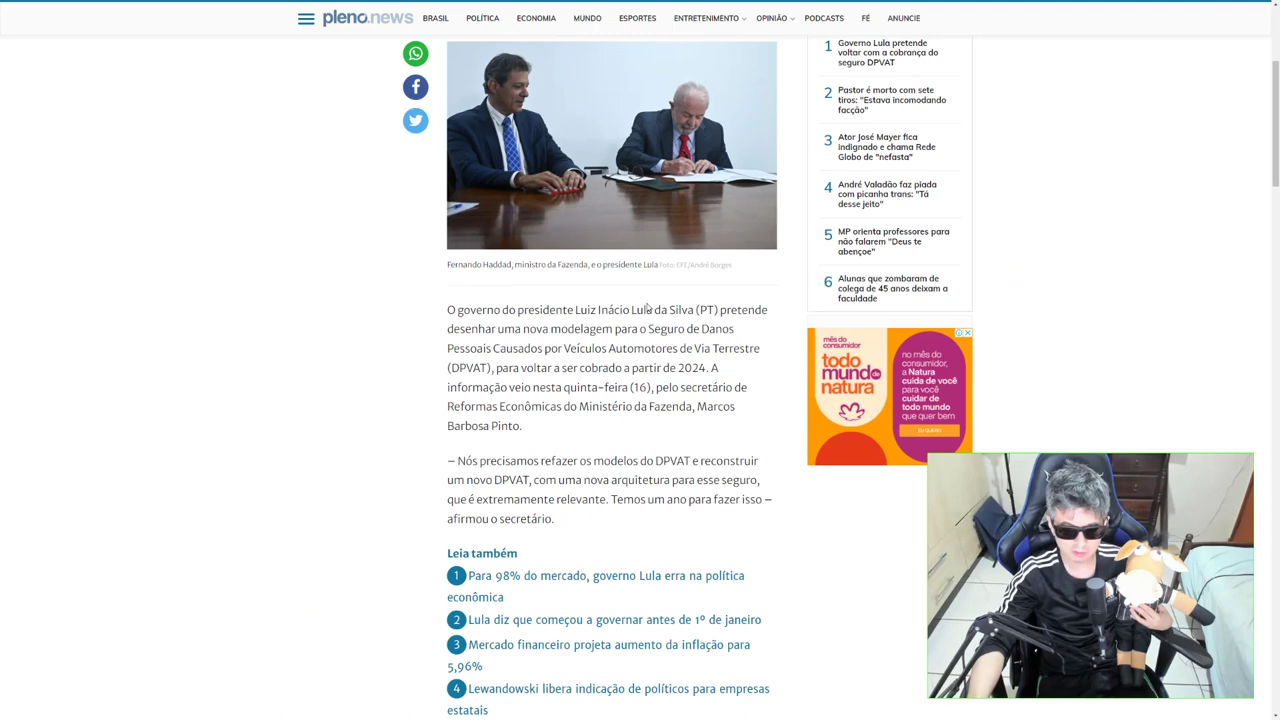 pleno.news
BRASIL
POLÍTICA
ECONOMIA
MUNDO
ESPORTES
ENTRETENIMENTO
OPINIÃO
PODCASTS
FÉ
ANUNCIE
Fernando Haddad, ministro da Fazenda, e o presidente Lula Foto: EFE/André Borges
O governo do presidente Luiz Inácio Lula da Silva (PT) pretende
desenhar uma nova modelagem para o Seguro de Danos
Pessoais Causados por Veículos Automotores de Via Terrestre
(DPVAT), para voltar a ser cobrado a partir de 2024. A
informação veio nesta quinta-feira (16), pelo secretário de
Reformas Econômicas do Ministério da Fazenda, Marcos
Barbosa Pinto.
– Nós precisamos refazer os modelos do DPVAT e reconstruir
um novo DPVAT, com uma nova arquitetura para esse seguro,
que é extremamente relevante. Temos um ano para fazer isso –
afirmou o secretário.
Leia também
1 Para 98% do mercado, governo Lula erra na política
econômica
2 Lula diz que começou a governar antes de 1º de janeiro
3 Mercado financeiro projeta aumento da inflação para
5,96%
4 Lewandowski libera indicação de políticos para empresas
estatais
1 Governo Lula pretende
voltar com a cobrança do
seguro DPVAT
2 Pastor é morto com sete
tiros: "Estava incomodando
facção"
3 Ator José Mayer fica
indignado e chama Rede
Globo de "nefasta"
4 André Valadão faz piada
com picanha trans: "Tá
desse jeito"
5 MP orienta professores para
não falarem "Deus te
abençoe"
6 Alunas que zombaram de
colega de 45 anos deixam a
faculdade
mês do
consumidor
todo
mundo é de
natura
no mês do
consumidor,
a Natura
cuida de você
para você
cuidar de
todo mundo
que quer bem
EU QUERO